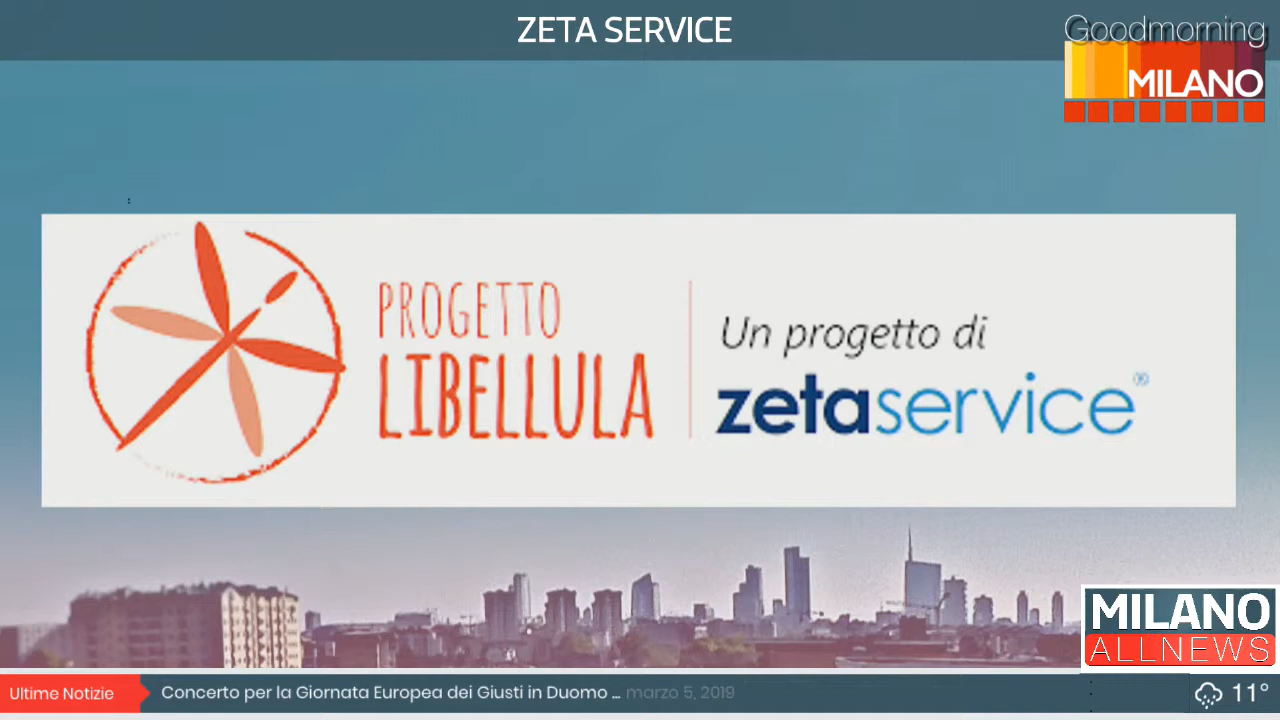 ZETA SERVICE
Goodmorning
MILANO
PROGETTO
LIBELLULA
Un progetto di
zetaservice®
MILANO
ALLNEWS
Ultime Notizie
Concerto per la Giornata Europea dei Giusti in Duomo ... marzo 5, 2019
11°